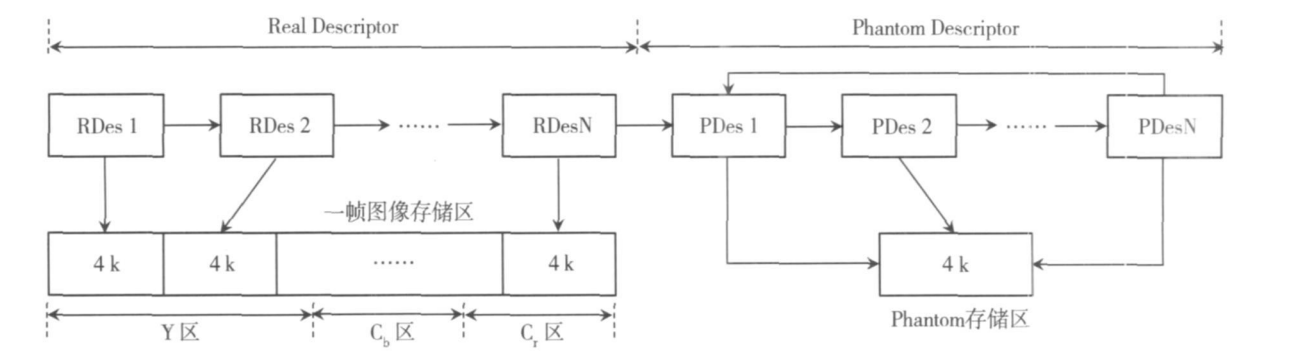 Real Descriptor
Phantom Descriptor
RDes 1
RDes 2
……
RDesN
PDes 1
PDes 2
……
PDesN
一帧图像存储区
4 k
4 k
……
4 k
4 k
Y 区
C_b 区
C_r 区
Phantom存储区